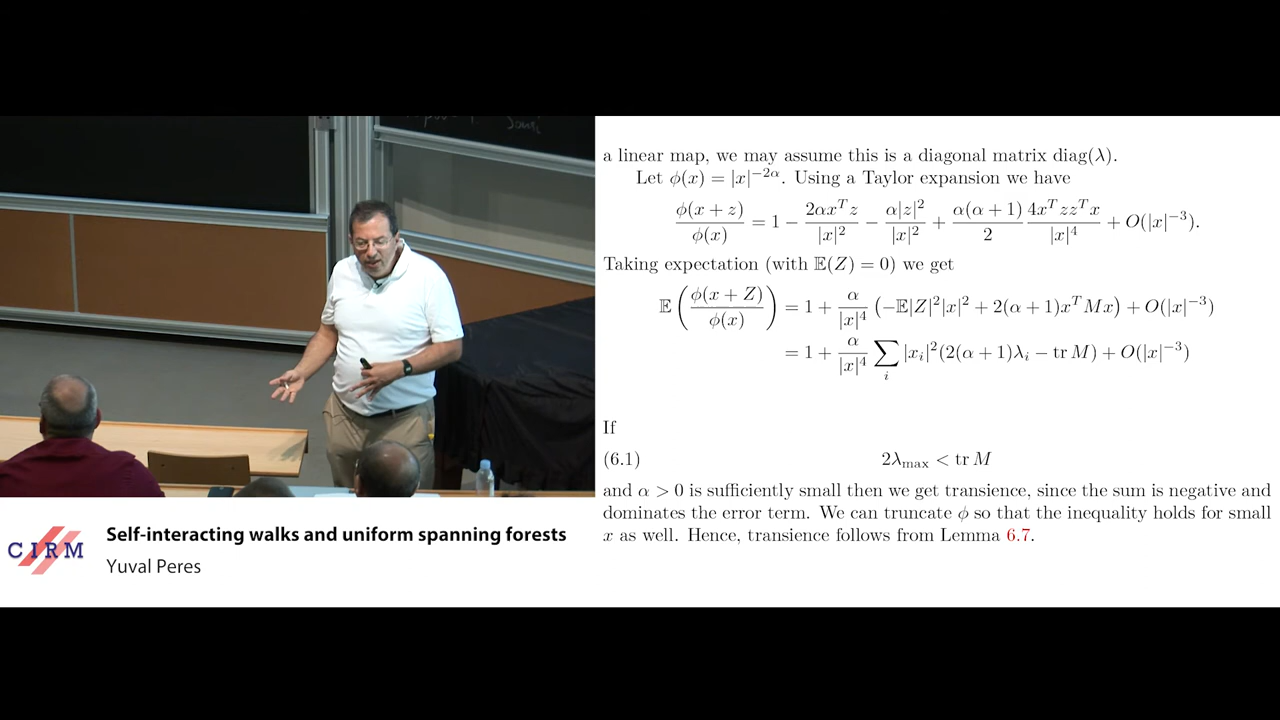 a linear map, we may assume this is a diagonal matrix diag(λ).
Let ϕ(x) = |x|^{−2α}. Using a Taylor expansion we have
ϕ(x + z)/ϕ(x) = 1 − 2αx^T z/|x|^2 − α|z|^2/|x|^2 + α(α + 1)/2 4x^T zz^T x/|x|^4 + O(|x|^{−3}).
Taking expectation (with 𝔼(Z) = 0) we get
𝔼(ϕ(x + Z)/ϕ(x)) = 1 + α/|x|^4 (−𝔼|Z|^2|x|^2 + 2(α + 1)x^T Mx) + O(|x|^{−3})
= 1 + α/|x|^4 ∑_i |x_i|^2(2(α + 1)λ_i − tr M) + O(|x|^{−3})
If
(6.1) 2λ_max < tr M
and α > 0 is sufficiently small then we get transience, since the sum is negative and
dominates the error term. We can truncate ϕ so that the inequality holds for small
x as well. Hence, transience follows from Lemma 6.7.
CIRM
Self-interacting walks and uniform spanning forests
Yuval Peres